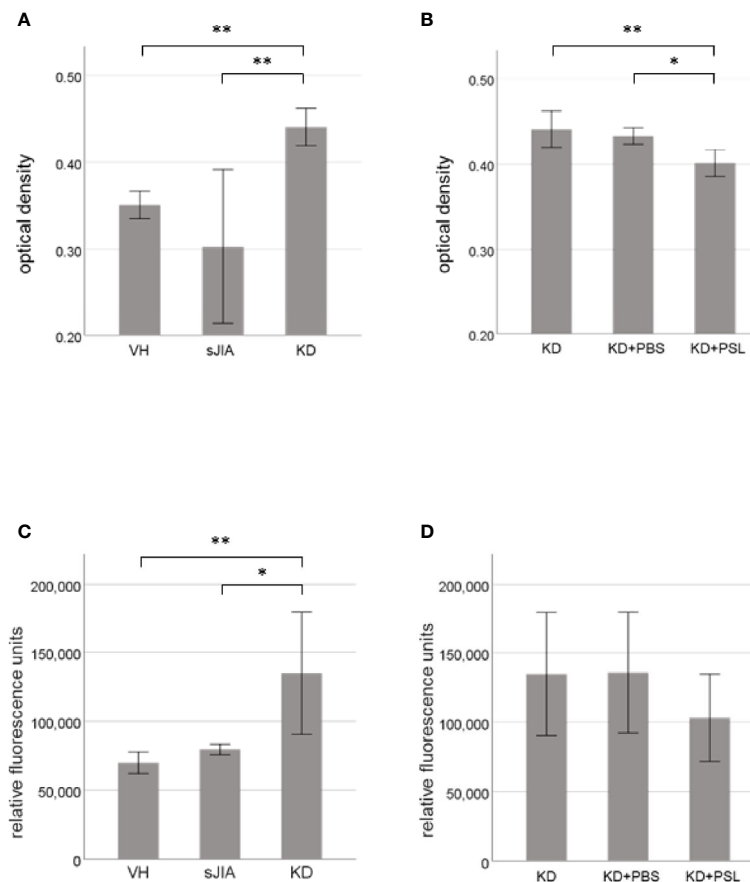 A
**
**
0.50
0.40
0.30
0.20
optical density
VH sJIA KD
B
**
*
0.50
0.40
0.30
0.20
optical density
KD KD+PBS KD+PSL
C
**
*
200,000
150,000
100,000
50,000
0
relative fluorescence units
VH sJIA KD
D
200,000
150,000
100,000
50,000
0
relative fluorescence units
KD KD+PBS KD+PSL